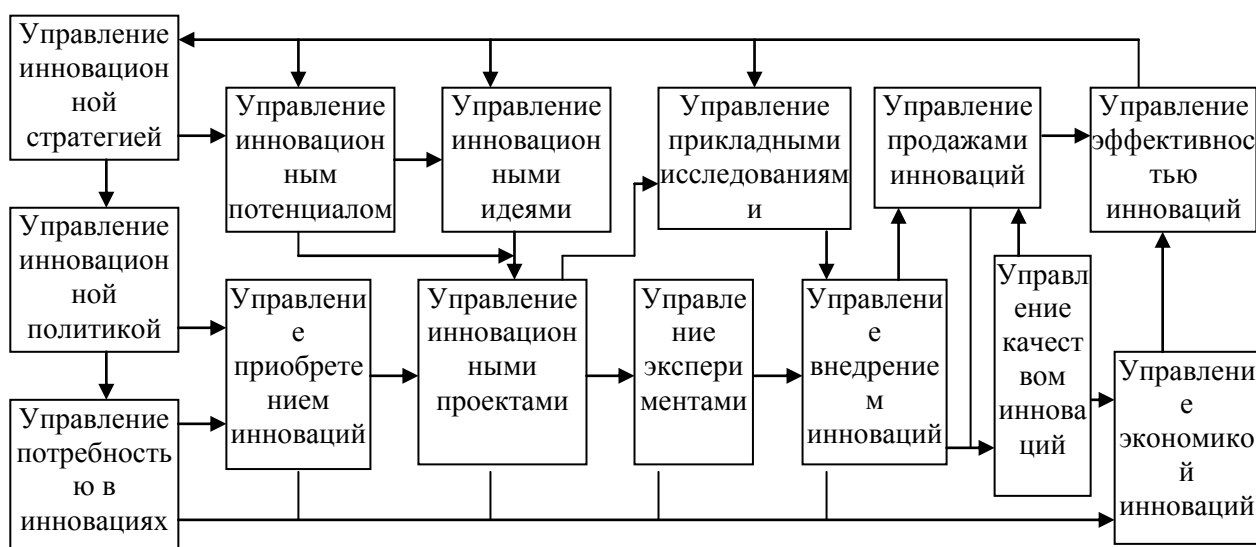 Управление
инновацион
ной
стратегией
Управление
инновацион
ной
политикой
Управление
потребность
ю в
инновациях
Управление
инновацион
ным
потенциалом
Управление
инновацион
ными
идеями
Управление
прикладными
исследованиям
и
Управление
продажами
инноваций
Управление
эффективнос
тью
инноваций
Управлени
е
приобрете
нием
инноваций
Управление
инновацион
ными
проектами
Управле
ние
экспери
ментами
Управлени
е
внедрение
м
инноваций
Управл
ение
качест
вом
иннова
ций
Управлени
е
экономико
й
инноваций